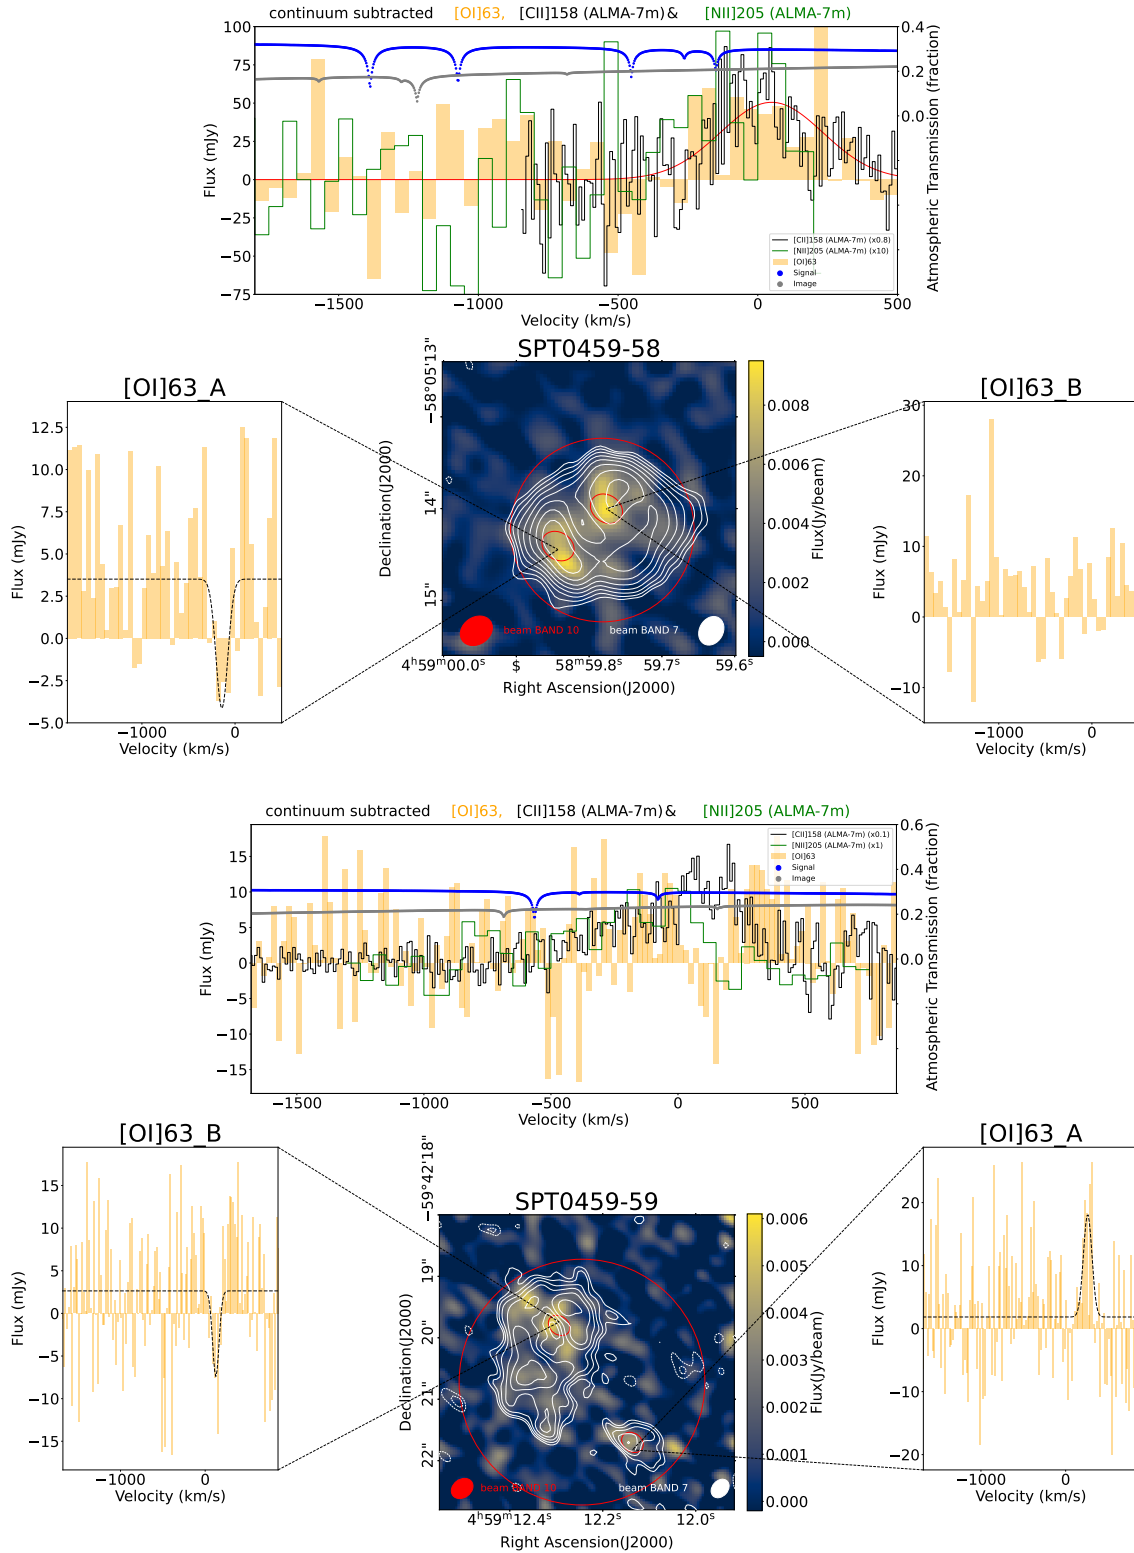 continuum subtracted [OI]63, [CII]158 (ALMA-7m) & [NII]205 (ALMA-7m)
100
75
50
25
0
−25
−50
−75
Flux (mJy)
0.4
0.2
0.0
Atmospheric Transmission (fraction)
[CII]158 (ALMA-7m) (x0.8)
[NII]205 (ALMA-7m) (x10)
[OI]63
Signal
Image
−1500 −1000 −500 0 500
Velocity (km/s)
SPT0459-58
−58°05'13"
14"
15"
Declination(J2000)
beam BAND 10
beam BAND 7
4h59m00.0s $ 58m59.8s 59.7s 59.6s
Right Ascension(J2000)
0.008
0.006
0.004
0.002
0.000
Flux(Jy/beam)
[OI]63_A
12.5
10.0
7.5
5.0
2.5
0.0
−2.5
−5.0
Flux (mJy)
−1000 0
Velocity (km/s)
[OI]63_B
30
20
10
0
−10
Flux (mJy)
−1000 0
Velocity (km/s)
continuum subtracted [OI]63, [CII]158 (ALMA-7m) & [NII]205 (ALMA-7m)
15
10
5
0
−5
−10
−15
Flux (mJy)
0.6
0.4
0.2
0.0
Atmospheric Transmission (fraction)
[CII]158 (ALMA-7m) (x0.1)
[NII]205 (ALMA-7m) (x1)
[OI]63
Signal
Image
−1500 −1000 −500 0 500
Velocity (km/s)
[OI]63_B
15
10
5
0
−5
−10
−15
Flux (mJy)
−1000 0
Velocity (km/s)
SPT0459-59
−59°42'18"
19"
20"
21"
22"
Declination(J2000)
beam BAND 10
beam BAND 7
4h59m12.4s 12.2s 12.0s
Right Ascension(J2000)
0.006
0.005
0.004
0.003
0.002
0.001
0.000
Flux(Jy/beam)
[OI]63_A
20
10
0
−10
−20
Flux (mJy)
−1000 0
Velocity (km/s)